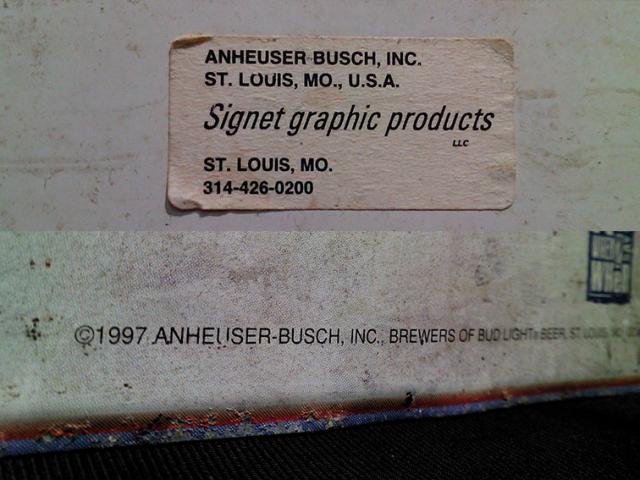 ANHEUSER-BUSCH, INC.
ST. LOUIS, MO., U.S.A.
Signet graphic products
LLC
ST. LOUIS, MO.
314-426-0200
©1997 ANHEUSER-BUSCH, INC., BREWERS OF BUD LIGHT® BEER, ST. LOUIS, MO.